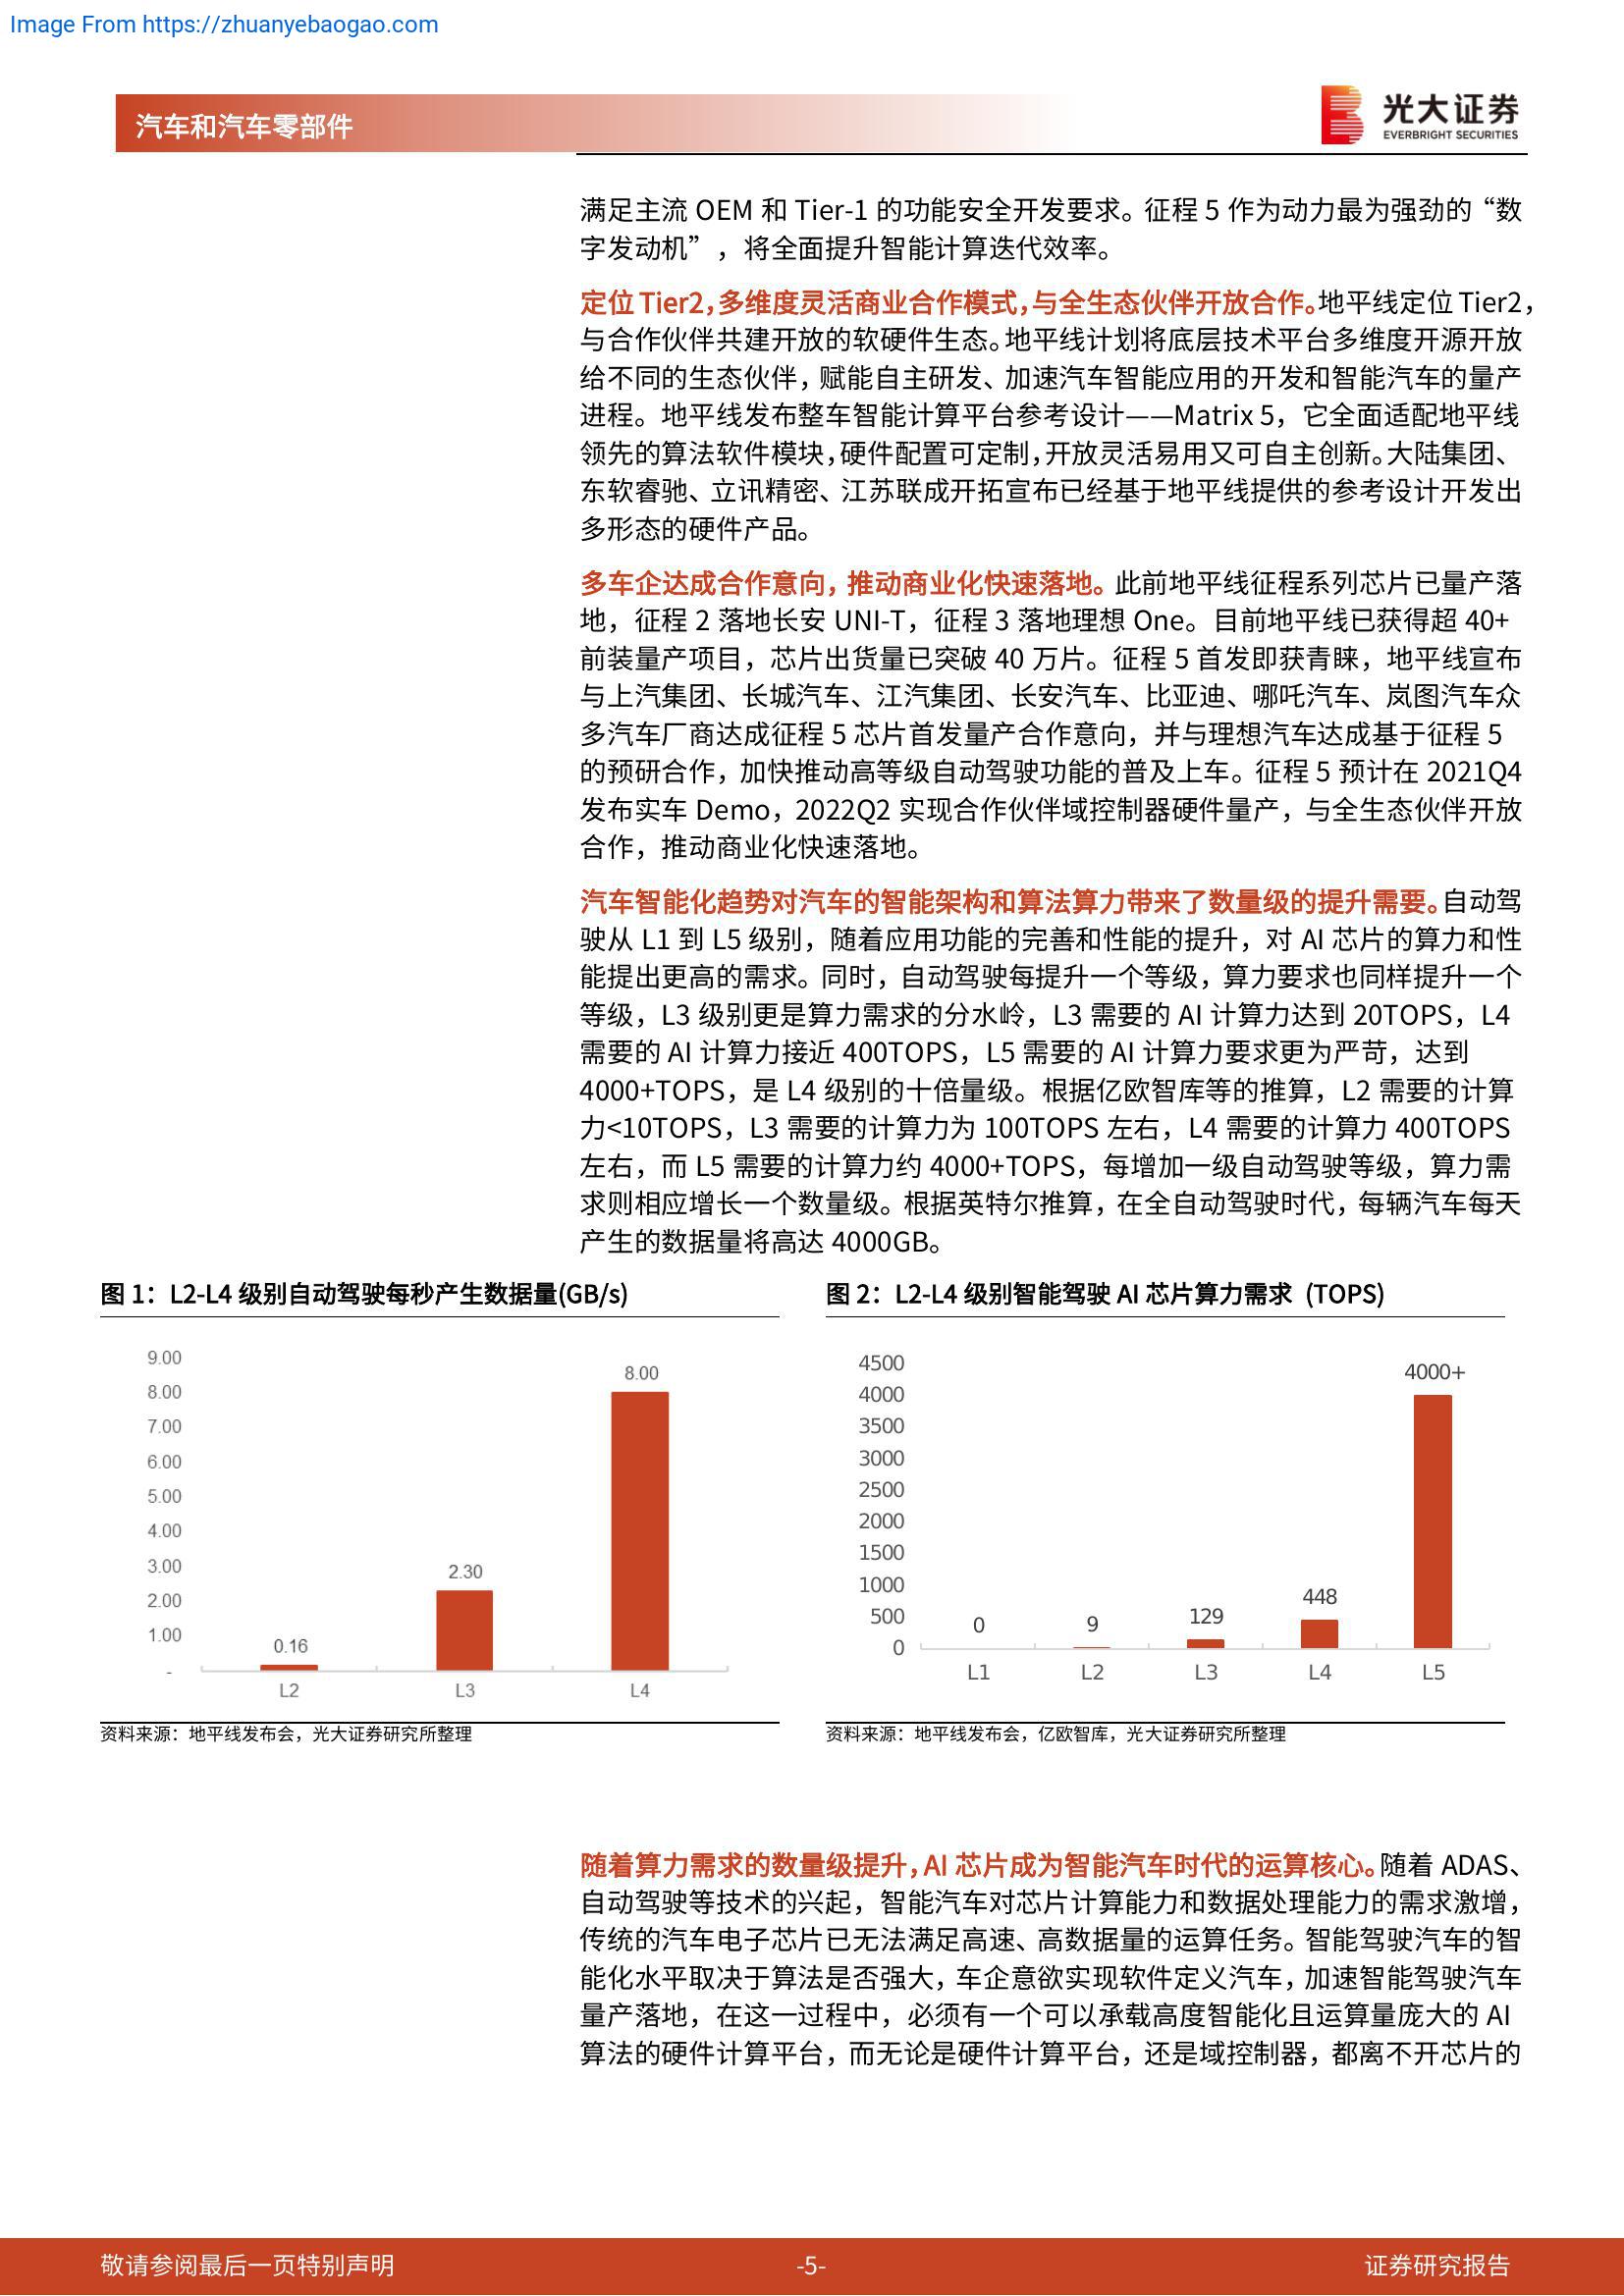 Image From https://zhuanyebaogao.com
汽车和汽车零部件
光大证券
EVERBRIGHT SECURITIES
满足主流 OEM 和 Tier-1 的功能安全开发要求。征程 5 作为动力最为强劲的“数
字发动机”，将全面提升智能计算迭代效率。
定位 Tier2，多维度灵活商业合作模式，与全生态伙伴开放合作。地平线定位 Tier2，
与合作伙伴共建开放的软硬件生态。地平线计划将底层技术平台多维度开源开放
给不同的生态伙伴，赋能自主研发、加速汽车智能应用的开发和智能汽车的量产
进程。地平线发布整车智能计算平台参考设计——Matrix 5，它全面适配地平线
领先的算法软件模块，硬件配置可定制，开放灵活易用又可自主创新。大陆集团、
东软睿驰、立讯精密、江苏联成开拓宣布已经基于地平线提供的参考设计开发出
多形态的硬件产品。
多车企达成合作意向，推动商业化快速落地。此前地平线征程系列芯片已量产落
地，征程 2 落地长安 UNI-T，征程 3 落地理想 One。目前地平线已获得超 40+
前装量产项目，芯片出货量已突破 40 万片。征程 5 首发即获青睐，地平线宣布
与上汽集团、长城汽车、江汽集团、长安汽车、比亚迪、哪吒汽车、岚图汽车众
多汽车厂商达成征程 5 芯片首发量产合作意向，并与理想汽车达成基于征程 5
的预研合作，加快推动高等级自动驾驶功能的普及上车。征程 5 预计在 2021Q4
发布实车 Demo，2022Q2 实现合作伙伴域控制器硬件量产，与全生态伙伴开放
合作，推动商业化快速落地。
汽车智能化趋势对汽车的智能架构和算法算力带来了数量级的提升需要。自动驾
驶从 L1 到 L5 级别，随着应用功能的完善和性能的提升，对 AI 芯片的算力和性
能提出更高的需求。同时，自动驾驶每提升一个等级，算力要求也同样提升一个
等级，L3 级别更是算力需求的分水岭，L3 需要的 AI 计算力达到 20TOPS，L4
需要的 AI 计算力接近 400TOPS，L5 需要的 AI 计算力要求更为严苛，达到
4000+TOPS，是 L4 级别的十倍量级。根据亿欧智库等的推算，L2 需要的计算
力<10TOPS，L3 需要的计算力为 100TOPS 左右，L4 需要的计算力 400TOPS
左右，而 L5 需要的计算力约 4000+TOPS，每增加一级自动驾驶等级，算力需
求则相应增长一个数量级。根据英特尔推算，在全自动驾驶时代，每辆汽车每天
产生的数据量将高达 4000GB。
图 1：L2-L4 级别自动驾驶每秒产生数据量(GB/s)
9.00
8.00
7.00
6.00
5.00
4.00
3.00
2.00
1.00
-
0.16
2.30
8.00
L2
L3
L4
资料来源：地平线发布会，光大证券研究所整理
图 2：L2-L4 级别智能驾驶 AI 芯片算力需求 (TOPS)
4500
4000
3500
3000
2500
2000
1500
1000
500
0
0
9
129
448
4000+
L1
L2
L3
L4
L5
资料来源：地平线发布会，亿欧智库，光大证券研究所整理
随着算力需求的数量级提升，AI 芯片成为智能汽车时代的运算核心。随着 ADAS、
自动驾驶等技术的兴起，智能汽车对芯片计算能力和数据处理能力的需求激增，
传统的汽车电子芯片已无法满足高速、高数据量的运算任务。智能驾驶汽车的智
能化水平取决于算法是否强大，车企意欲实现软件定义汽车，加速智能驾驶汽车
量产落地，在这一过程中，必须有一个可以承载高度智能化且运算量庞大的 AI
算法的硬件计算平台，而无论是硬件计算平台，还是域控制器，都离不开芯片的
敬请参阅最后一页特别声明
-5-
证券研究报告